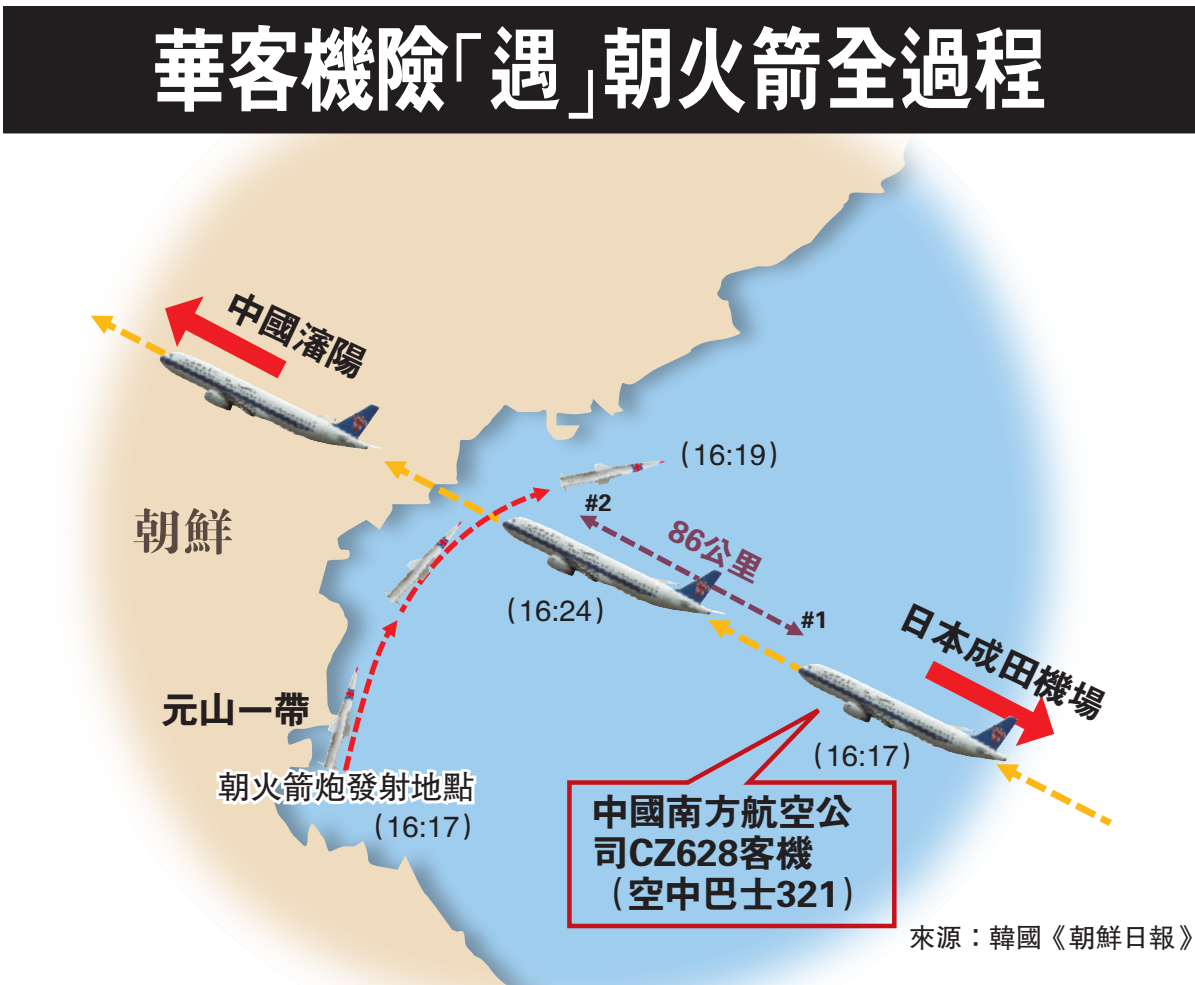 華客機險「遇」朝火箭全過程
中國瀋陽
(16:19)
#2
86公里
朝鮮
(16:24)
#1
日本成田機場
元山一帶
(16:17)
朝火箭炮發射地點
(16:17)
中國南方航空公
司CZ628客機
(空中巴士321)
來源：韓國《朝鮮日報》